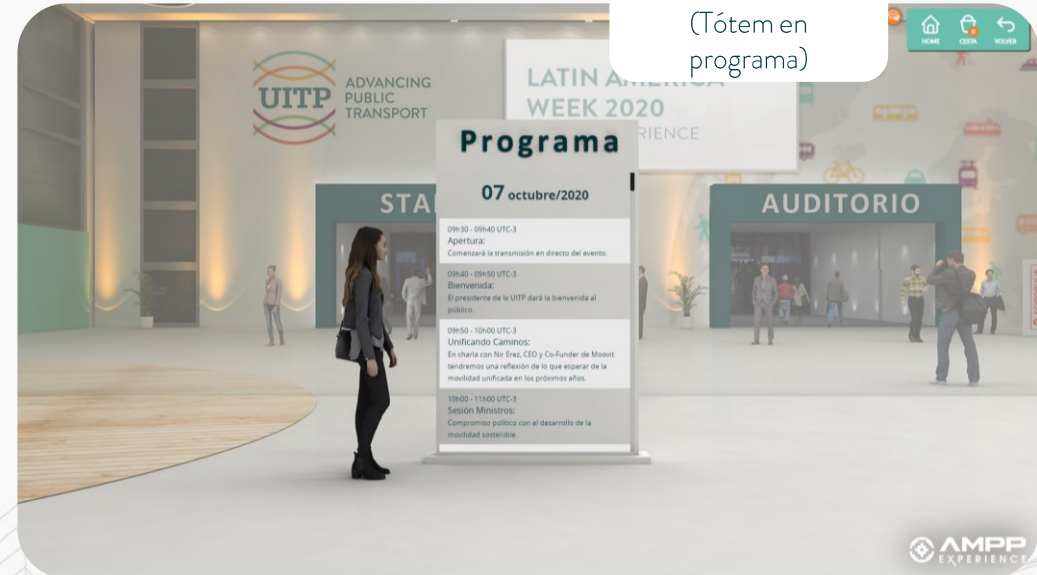 (Tótem en
programa)
HOME
CESTA
VOLVER
UITP
ADVANCING
PUBLIC
TRANSPORT
LATIN AMERICA
WEEK 2020
RIENCE
Programa
07 octubre/2020
STA
AUDITORIO
09h30 - 09h40 UTC-3
Apertura:
Comenzará la transmisión en directo del evento.
09h40 - 09h50 UTC-3
Bienvenida:
El presidente de la UITP dará la bienvenida al
público.
09h50 - 10h00 UTC-3
Unificando Caminos:
En charla con Nir Erez, CEO y Co-Funder de Moovit
tendremos una reflexión de lo que esperar de la
movilidad unificada en los próximos años.
10h00 - 11h00 UTC-3
Sesión Ministros:
Compromiso político con el desarrollo de la
movilidad sostenible.
AMPP
EXPERIENCE